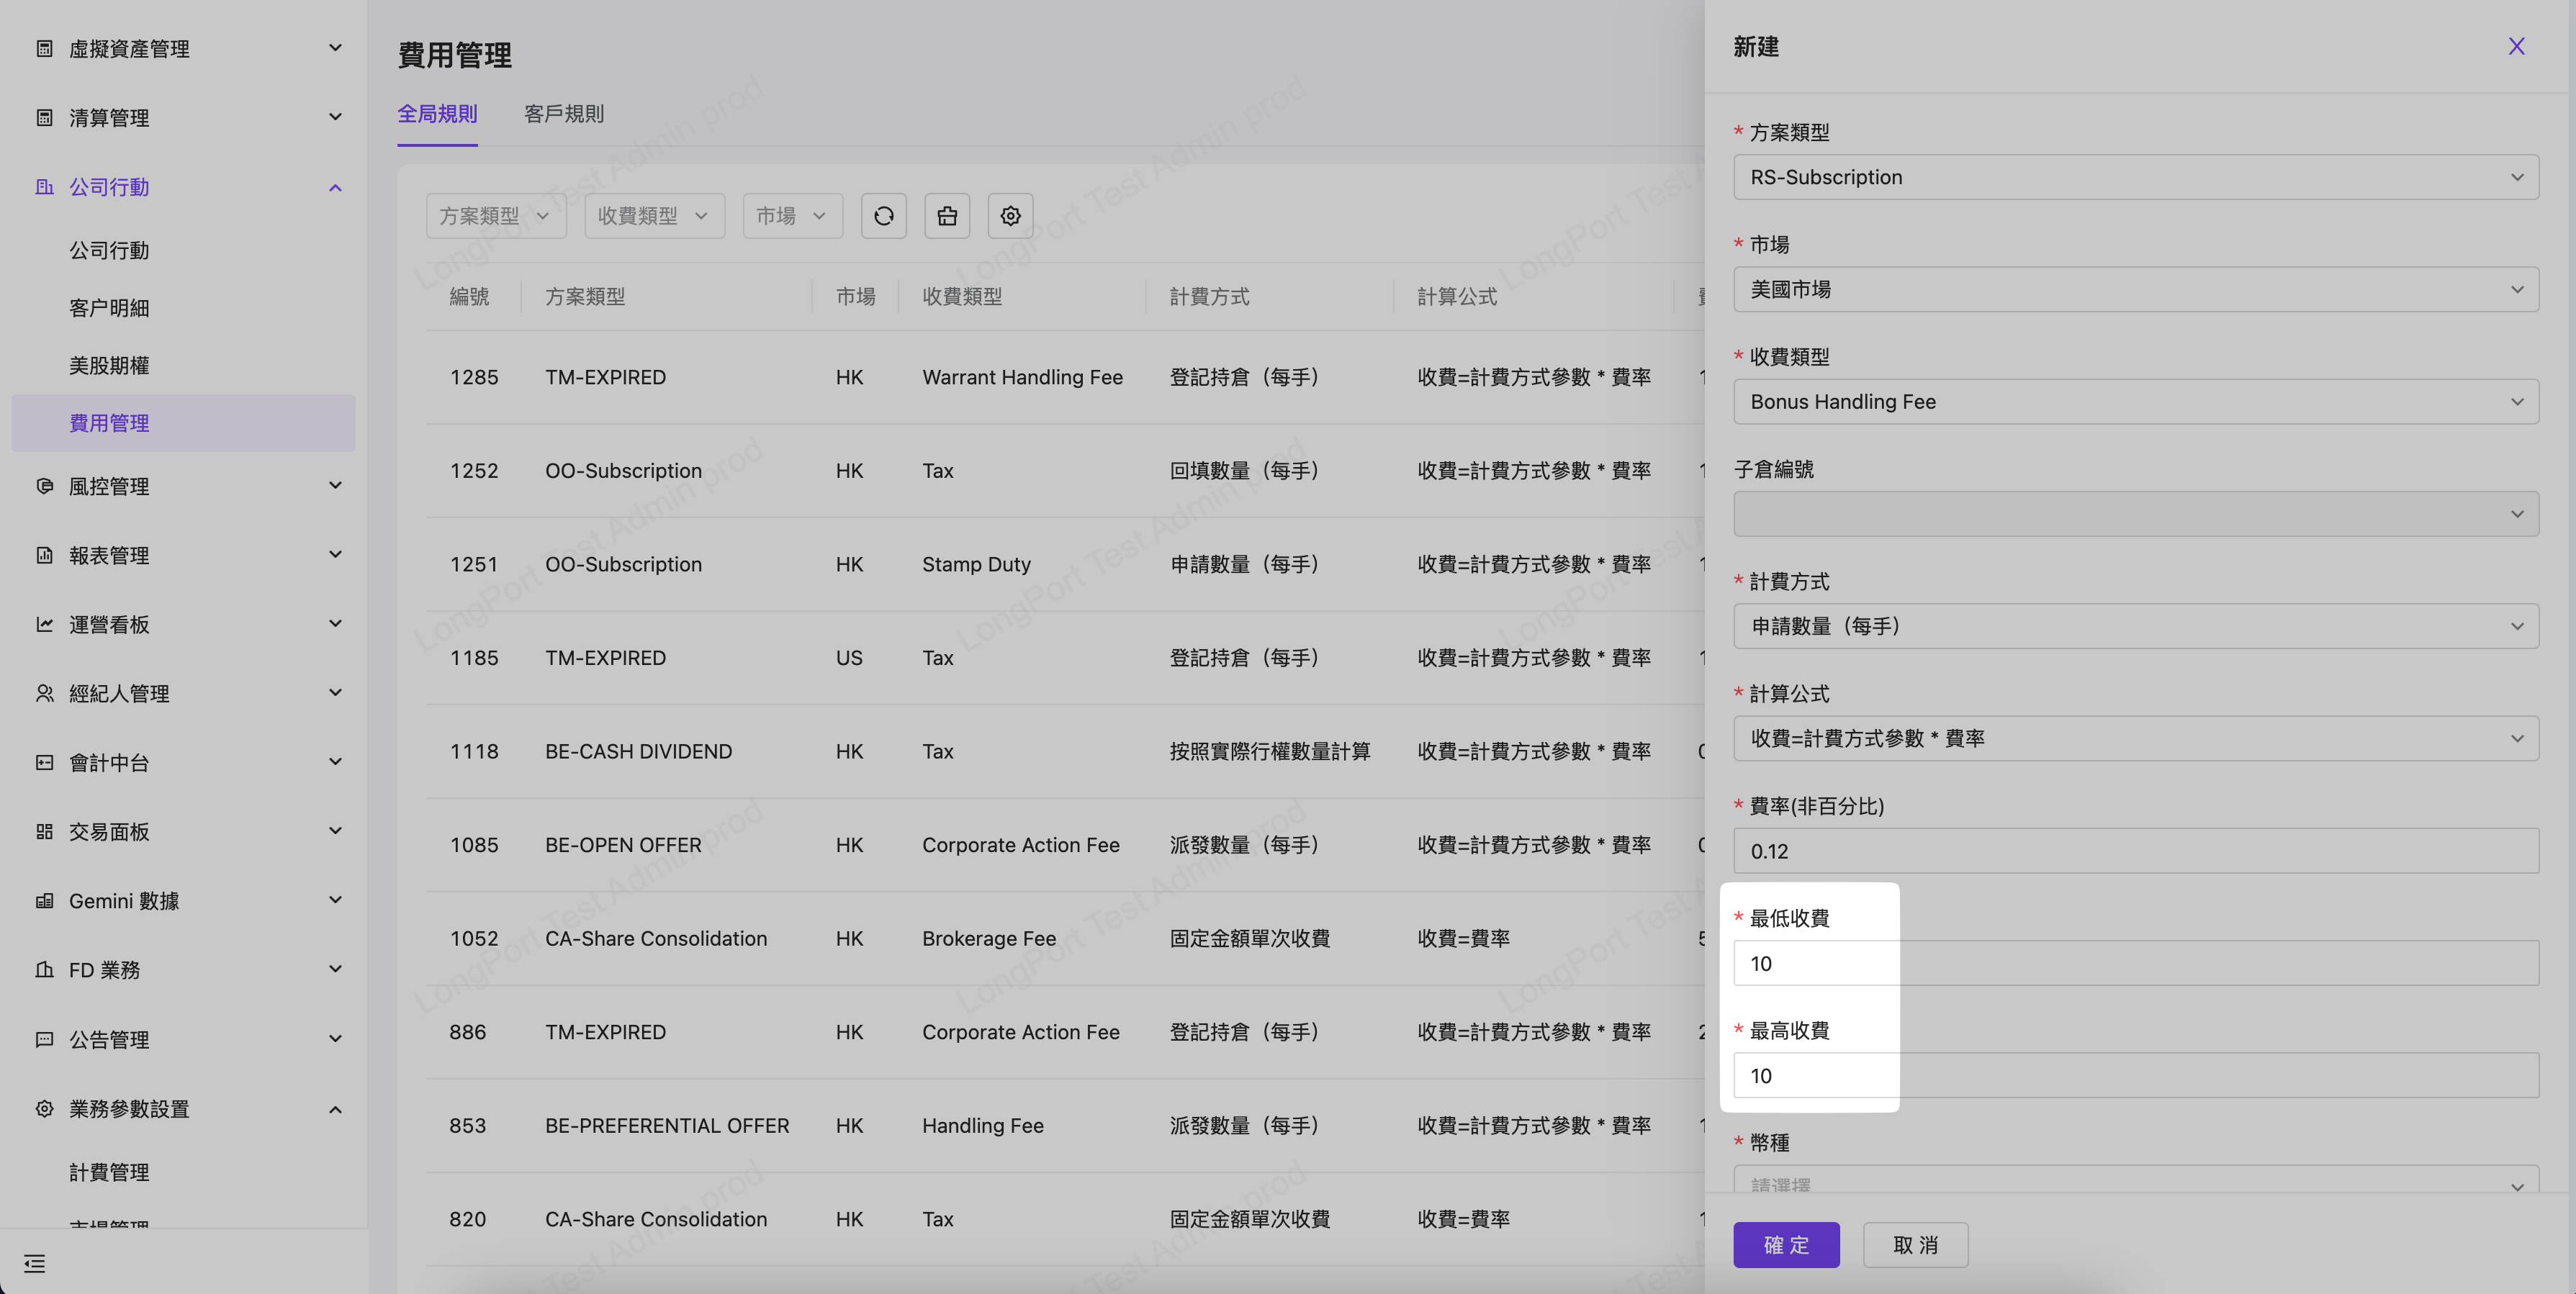 虛擬資產管理
清算管理
公司行動
公司行動
客户明細
美股期權
費用管理
風控管理
報表管理
運營看板
經紀人管理
會計中台
交易面板
Gemini 數據
FD 業務
公告管理
業務參數設置
計費管理
市場管理
費用管理
全局規則 客戶規則
方案類型 收費類型 市場
編號 方案類型 市場 收費類型 計費方式 計算公式
1285 TM-EXPIRED HK Warrant Handling Fee 登記持倉（每手） 收費=計費方式參數 * 費率
1252 OO-Subscription HK Tax 回填數量（每手） 收費=計費方式參數 * 費率
1251 OO-Subscription HK Stamp Duty 申請數量（每手） 收費=計費方式參數 * 費率
1185 TM-EXPIRED US Tax 登記持倉（每手） 收費=計費方式參數 * 費率
1118 BE-CASH DIVIDEND HK Tax 按照實際行權數量計算 收費=計費方式參數 * 費率
1085 BE-OPEN OFFER HK Corporate Action Fee 派發數量（每手） 收費=計費方式參數 * 費率
1052 CA-Share Consolidation HK Brokerage Fee 固定金額單次收費 收費=費率
886 TM-EXPIRED HK Corporate Action Fee 登記持倉（每手） 收費=計費方式參數 * 費率
853 BE-PREFERENTIAL OFFER HK Handling Fee 派發數量（每手） 收費=計費方式參數 * 費率
820 CA-Share Consolidation HK Tax 固定金額單次收費 收費=費率
LongPort Test Admin prod
新建
* 方案類型
RS-Subscription
* 市場
美國市場
* 收費類型
Bonus Handling Fee
子倉編號
* 計費方式
申請數量（每手）
* 計算公式
收費=計費方式參數 * 費率
* 費率(非百分比)
0.12
* 最低收費
10
* 最高收費
10
* 幣種
請選擇
確 定 取 消